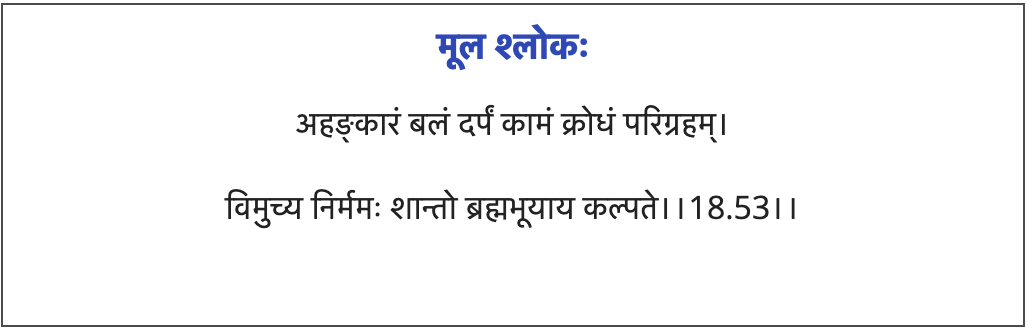 मूल श्लोकः
अहङ्कारं बलं दर्पं कामं क्रोधं परिग्रहम्।
विमुच्य निर्ममः शान्तो ब्रह्मभूयाय कल्पते।।18.53।।